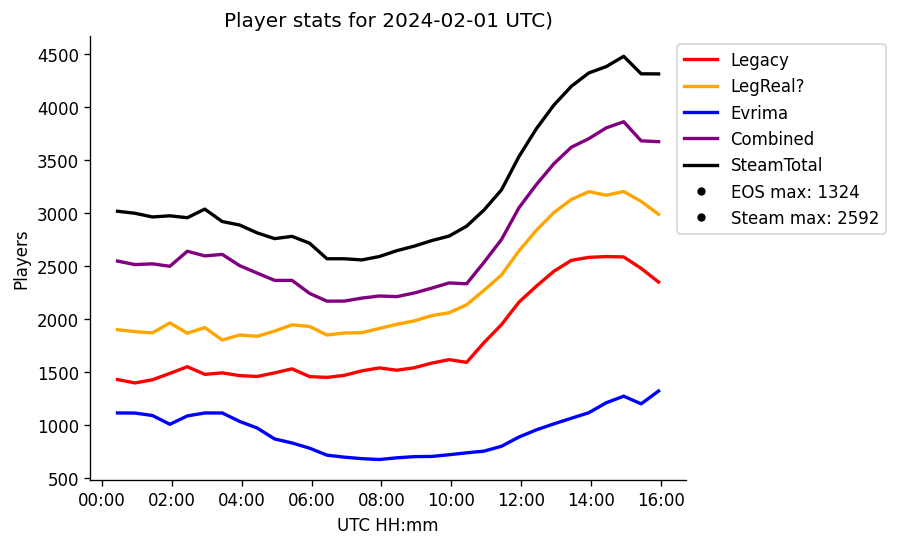 Player stats for 2024-02-01 UTC)
4500
4000
3500
3000
2500
2000
1500
1000
500
Players
00:00 02:00 04:00 06:00 08:00 10:00 12:00 14:00 16:00
UTC HH:mm
Legacy
LegReal?
Evrima
Combined
SteamTotal
EOS max: 1324
Steam max: 2592